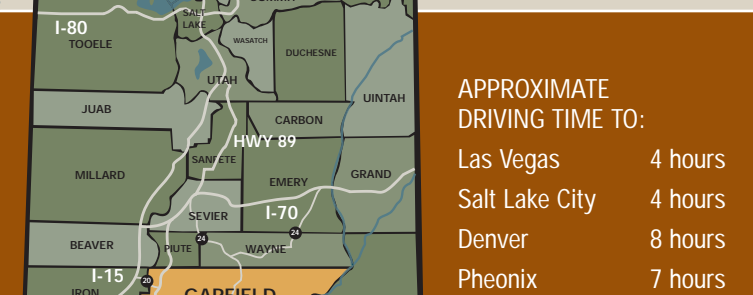 SALT
LAKE
I-80
TOOELE
WASATCH
DUCHESNE
UTAH
UINTAH
JUAB
CARBON
HWY 89
SANPETE
MILLARD
EMERY
GRAND
SEVIER
I-70
24
24
BEAVER
PIUTE
WAYNE
I-15
20
IRON
GARFIELD
APPROXIMATE
DRIVING TIME TO:
Las Vegas 4 hours
Salt Lake City 4 hours
Denver 8 hours
Pheonix 7 hours